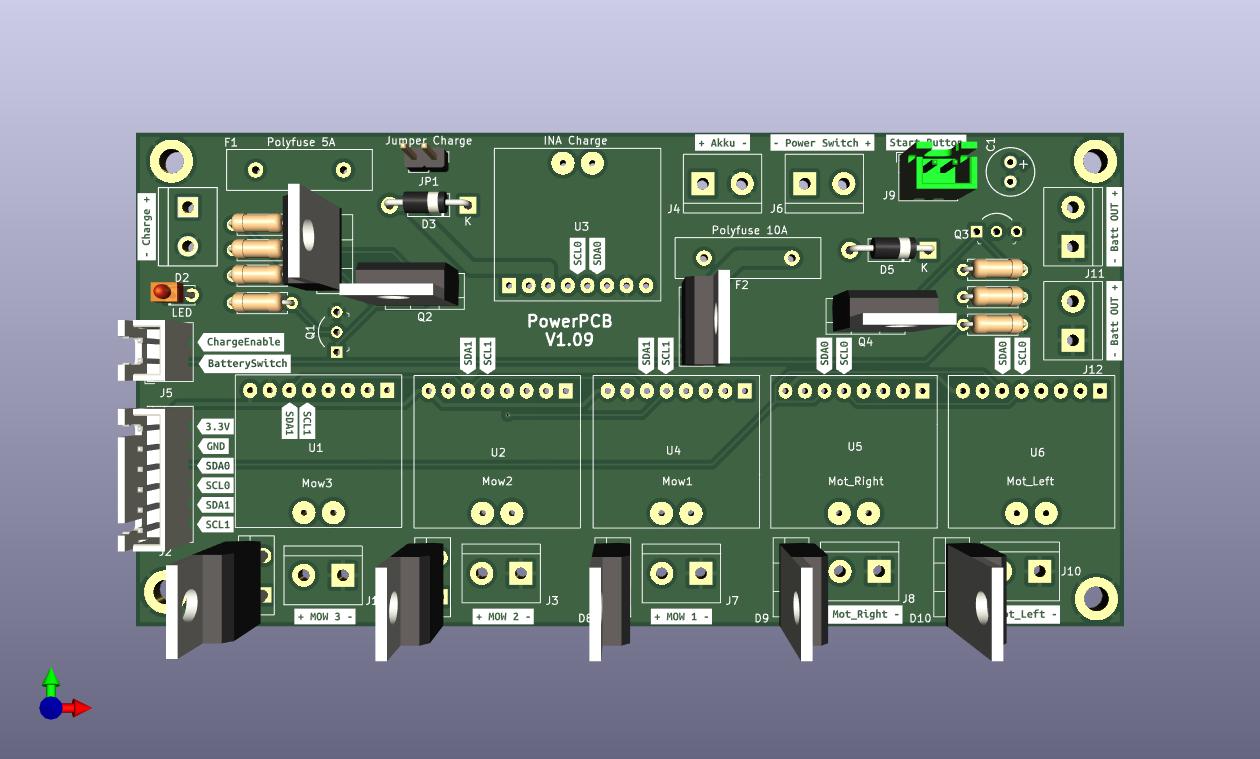 F1
Polyfuse 5A
Jumper Charge
JP1
INA Charge
+ Akku -
- Power Switch +
Start Button
C1
+
J9
J4
J6
D3
K
U3
SCL0
SDA0
Polyfuse 10A
Q3
D5
K
- Charge +
- Batt OUT +
J11
D2
LED
Q2
F2
Q1
PowerPCB
V1.09
Q4
- Batt OUT +
J12
ChargeEnable
BatterySwitch
J5
SDA1
SCL1
SDA1
SCL1
SDA0
SCL0
SDA0
SCL0
SDA1
SCL1
3.3V
GND
SDA0
SCL0
SDA1
SCL1
J2
U1
Mow3
U2
Mow2
U4
Mow1
U5
Mot_Right
U6
Mot_Left
J3
J7
D9
J8
D10
J10
+ MOW 3 -
+ MOW 2 -
+ MOW 1 -
Mot_Right -